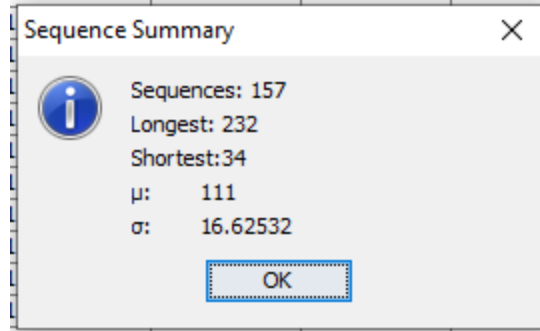 Sequence Summary
Sequences: 157
Longest: 232
Shortest:34
μ: 111
σ: 16.62532
OK